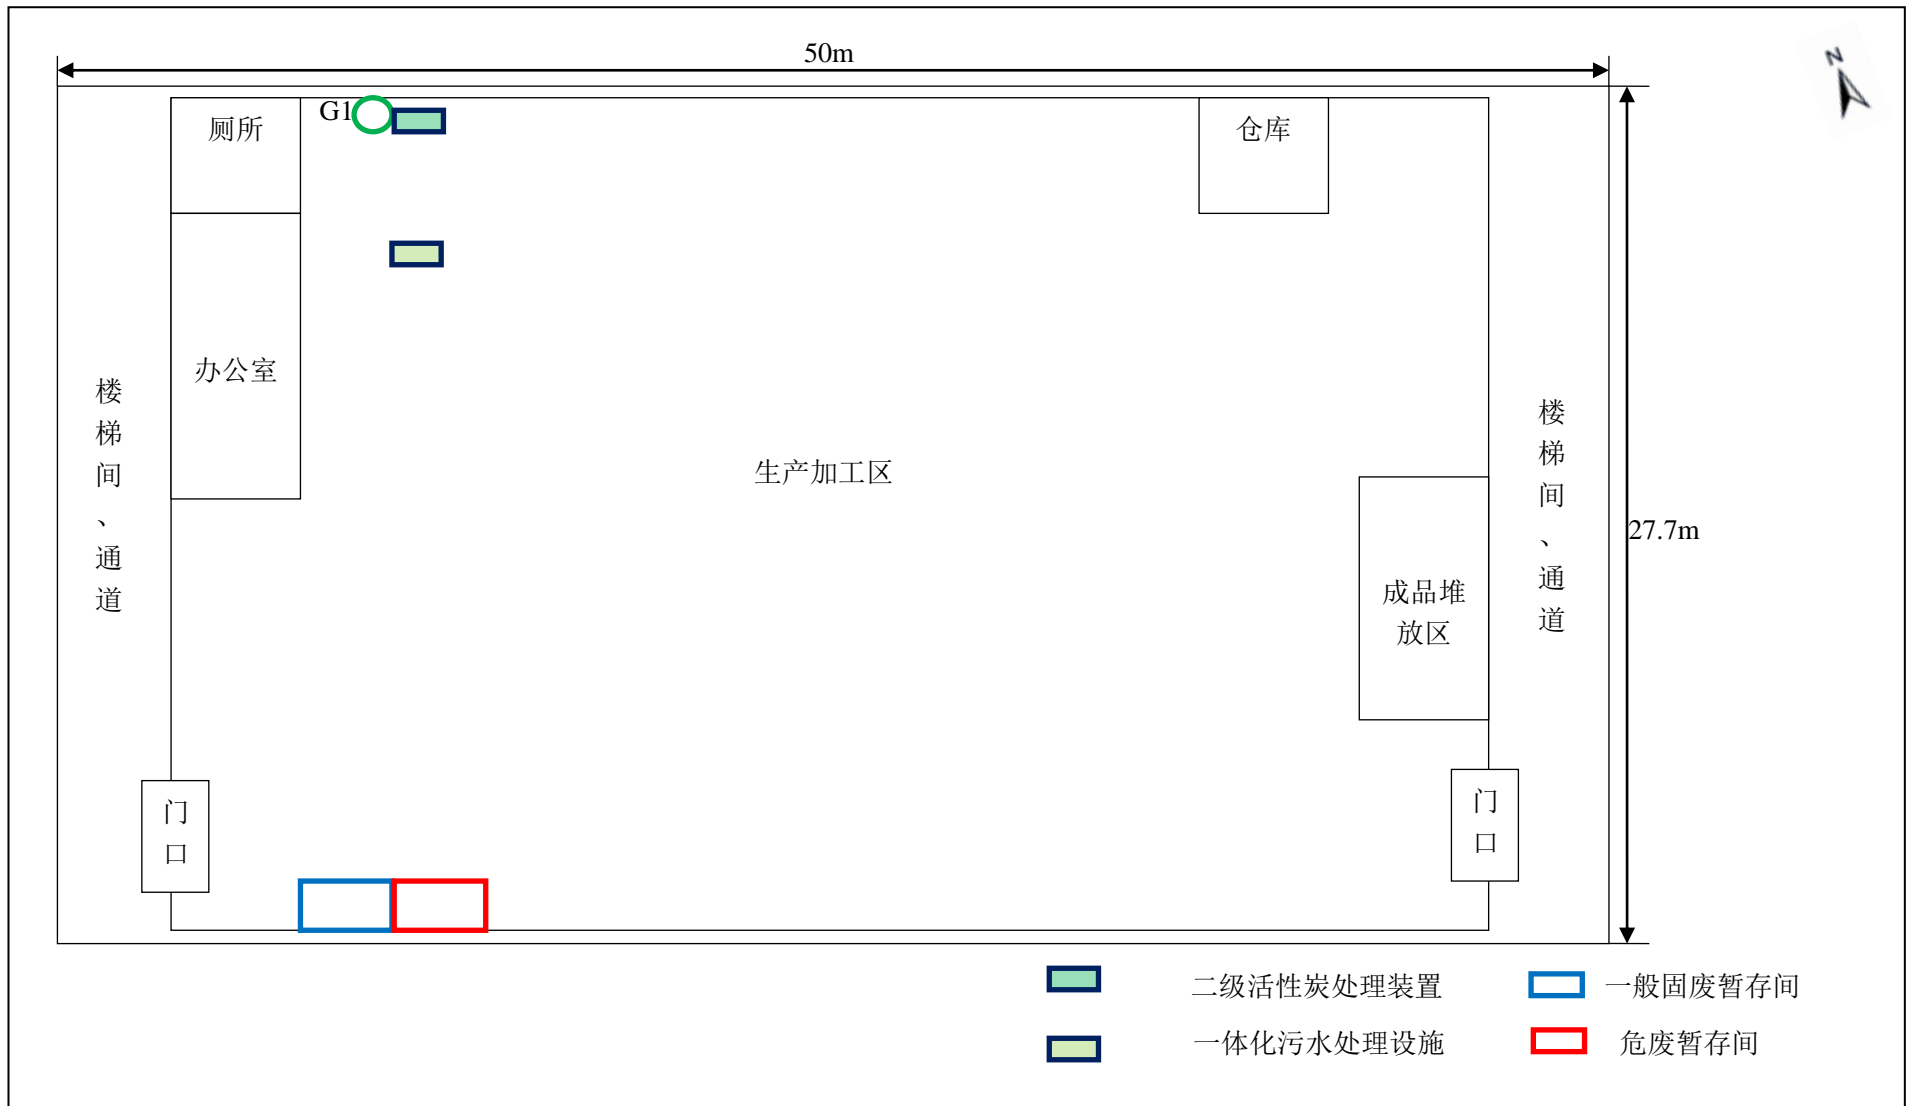 50m
N
厕所
G1
仓库
办公室
楼
梯
间
、
通
道
生产加工区
楼
梯
间
、
通
道
27.7m
成品堆
放区
门
口
门
口
二级活性炭处理装置
一般固废暂存间
一体化污水处理设施
危废暂存间